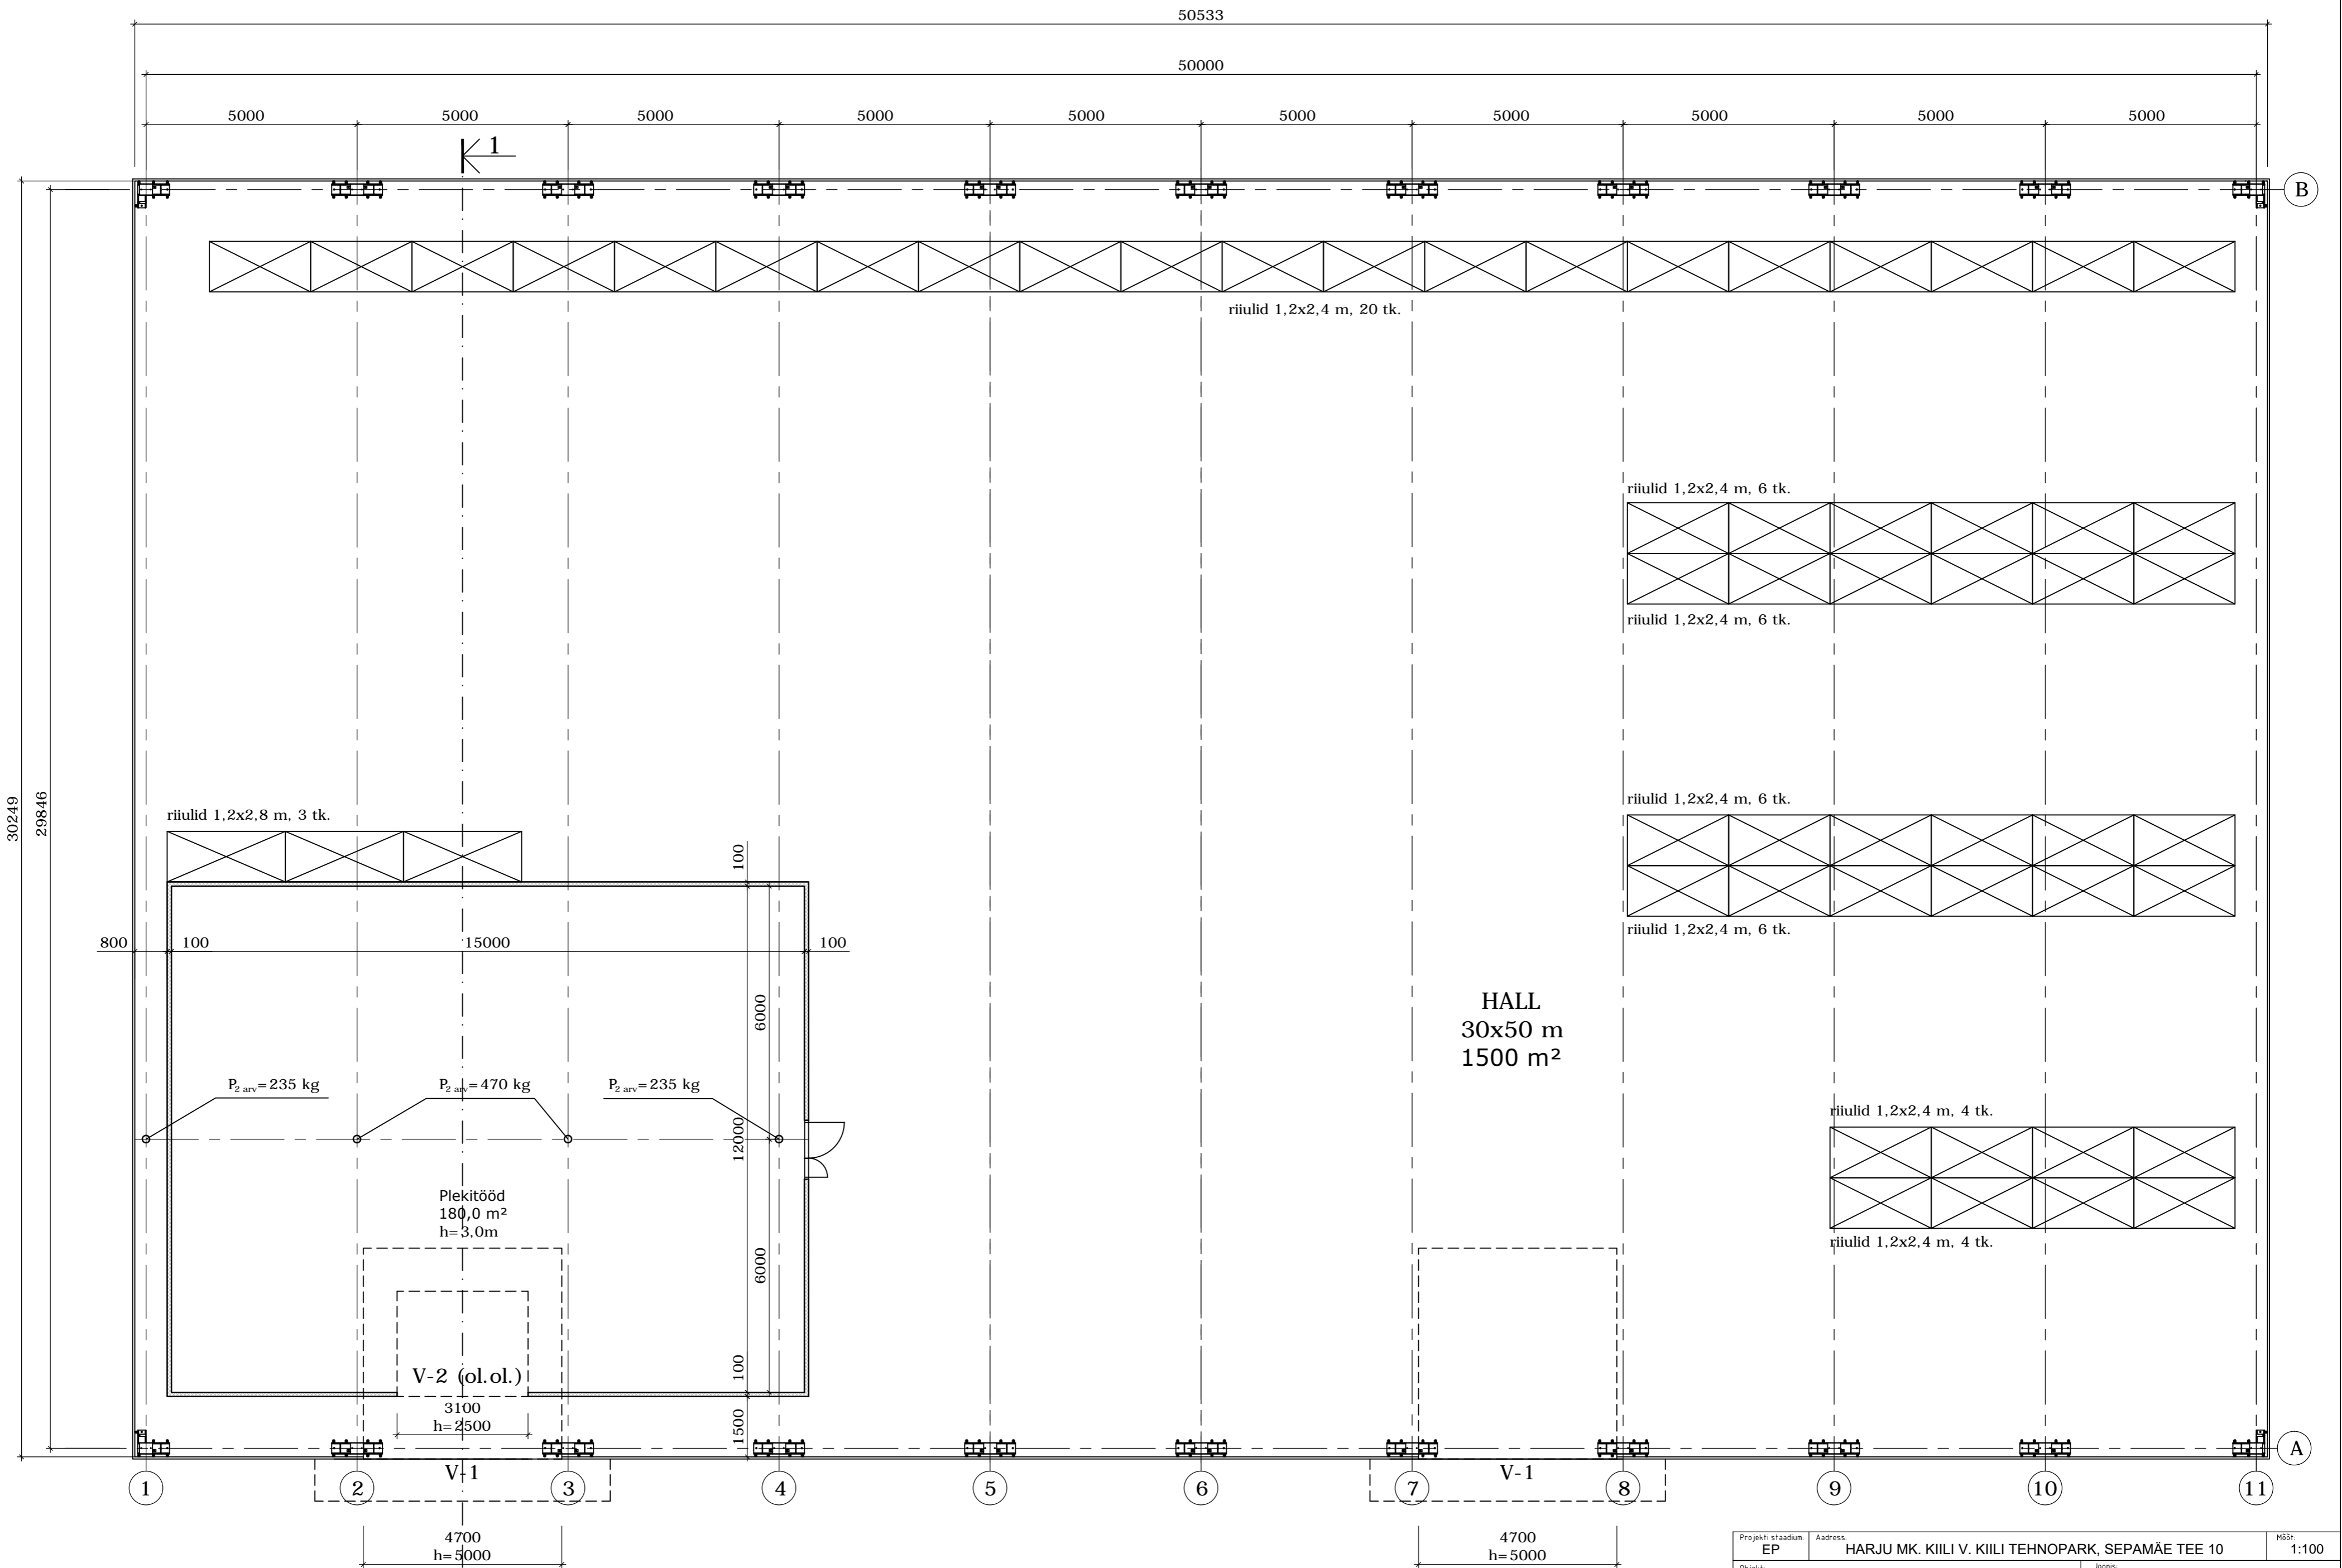 50533
50000
5000 5000 5000 5000 5000 5000 5000 5000 5000 5000
1
B
riiulid 1,2x2,4 m, 20 tk.
riiulid 1,2x2,4 m, 6 tk.
riiulid 1,2x2,4 m, 6 tk.
30249
29846
riiulid 1,2x2,8 m, 3 tk.
riiulid 1,2x2,4 m, 6 tk.
riiulid 1,2x2,4 m, 6 tk.
100
800 100 15000 100
6000
12000
HALL
30x50 m
1500 m²
P2 arv=235 kg
P2 arv=470 kg
P2 arv=235 kg
riiulid 1,2x2,4 m, 4 tk.
riiulid 1,2x2,4 m, 4 tk.
Plekitööd
180,0 m²
h=3,0m
6000
100
1500
V-2 (ol.ol.)
3100
h=2500
A
V-1
V-1
1 2 3 4 5 6 7 8 9 10 11
4700
h=5000
4700
h=5000
Projekti staadium: Aadress: Mõõt:
EP HARJU MK. KIILI V. KIILI TEHNOPARK, SEPAMÄE TEE 10 1:100